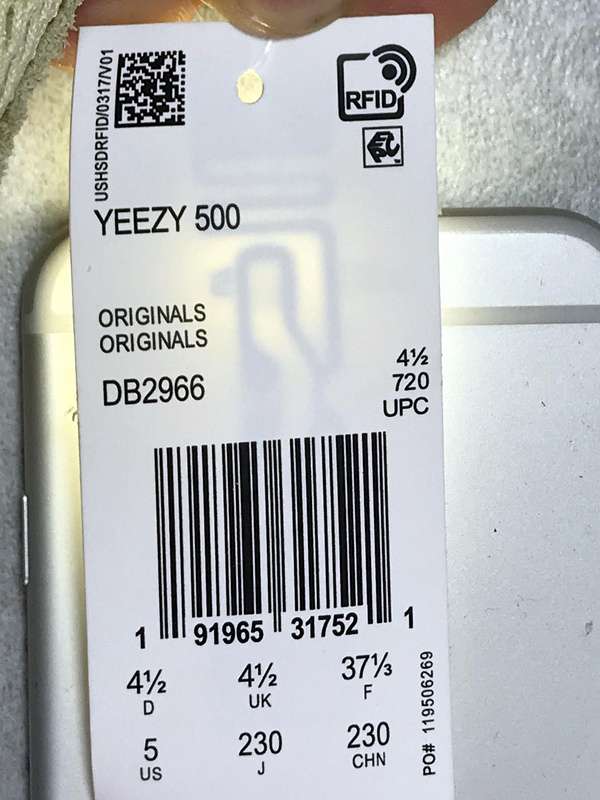 USHSDRFID/0317/V01
RFID
EPC
YEEZY 500
ORIGINALS
ORIGINALS
DB2966
4½
720
UPC
1 91965 31752 1
4½ 4½ 37⅓
D UK F
5 230 230
US J CHN
PO# 119506269